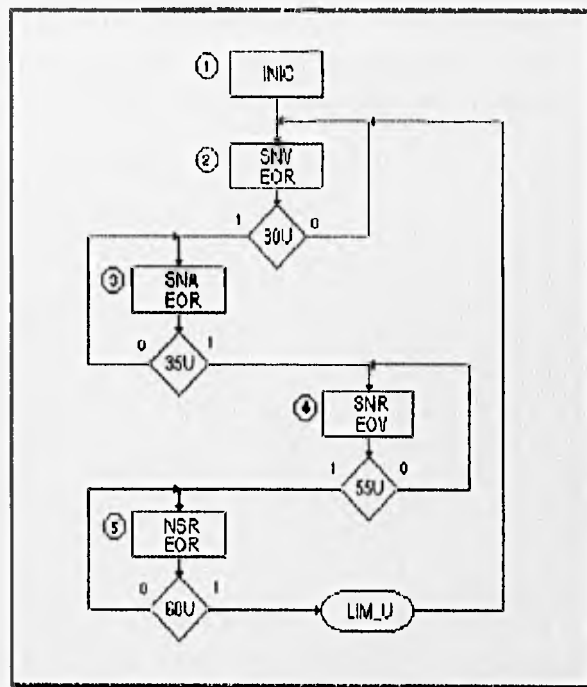 1
INIC
2
SNV
EOR
1
30U
0
3
SNA
EOR
0
35U
1
4
SNR
EOV
1
55U
0
5
NSR
EOR
0
60U
1
LIM_U